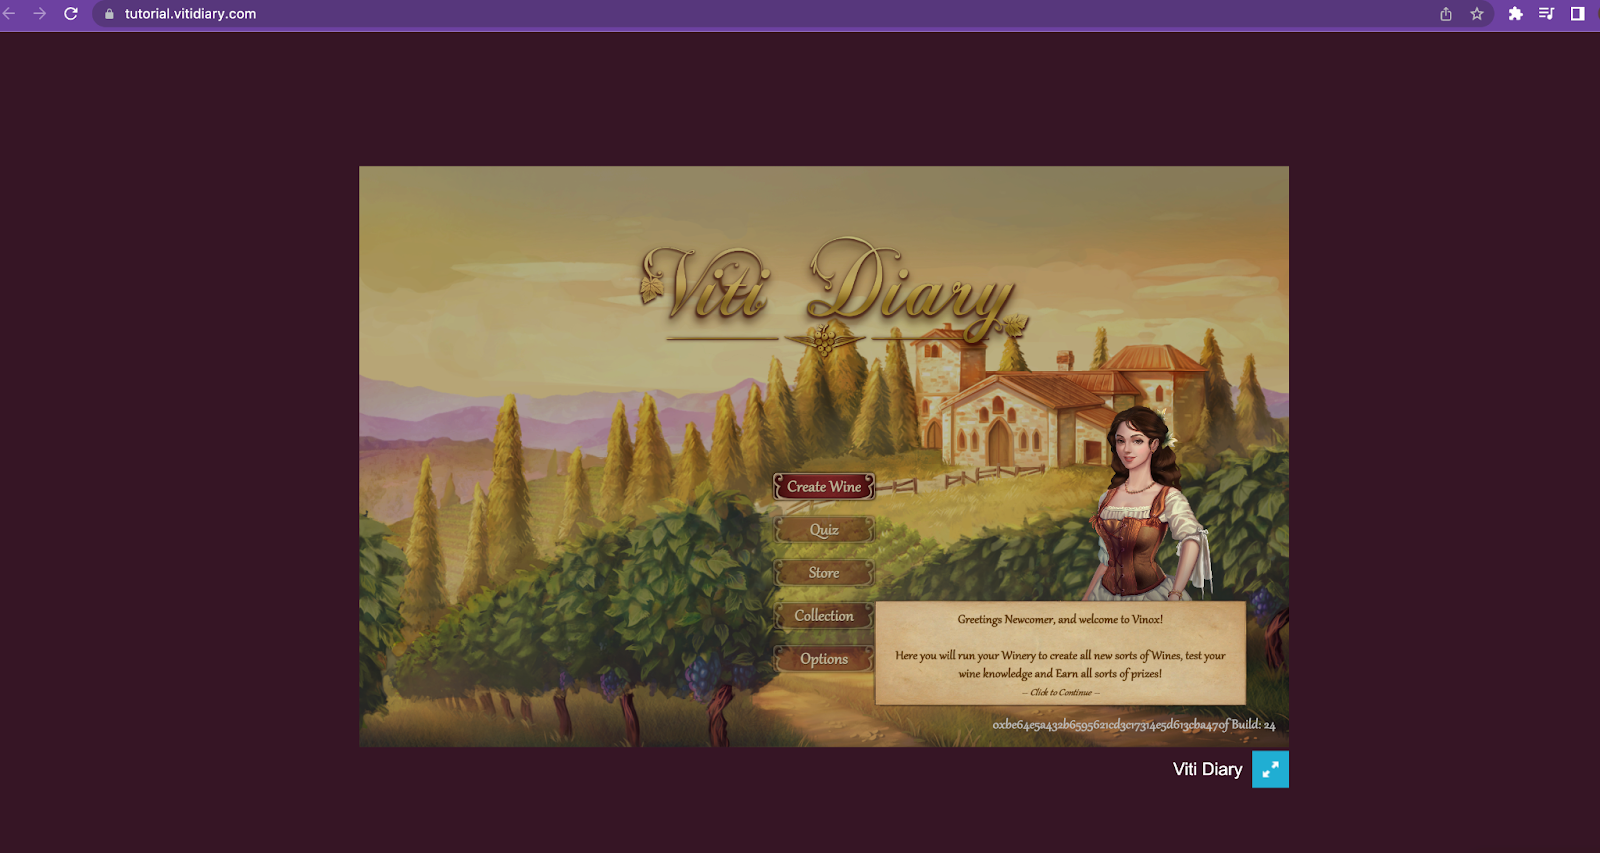 tutorial.vitidiary.com
Viti Diary
Create Wine
Quiz
Store
Collection
Options
Greetings Newcomer, and welcome to Vinox!
Here you will run your Winery to create all new sorts of Wines, test your
wine knowledge and Earn all sorts of prizes!
-- Click to Continue --
0xbe64e5a432b6595621cd3c17314e5d613cba470f Build: 24
Viti Diary